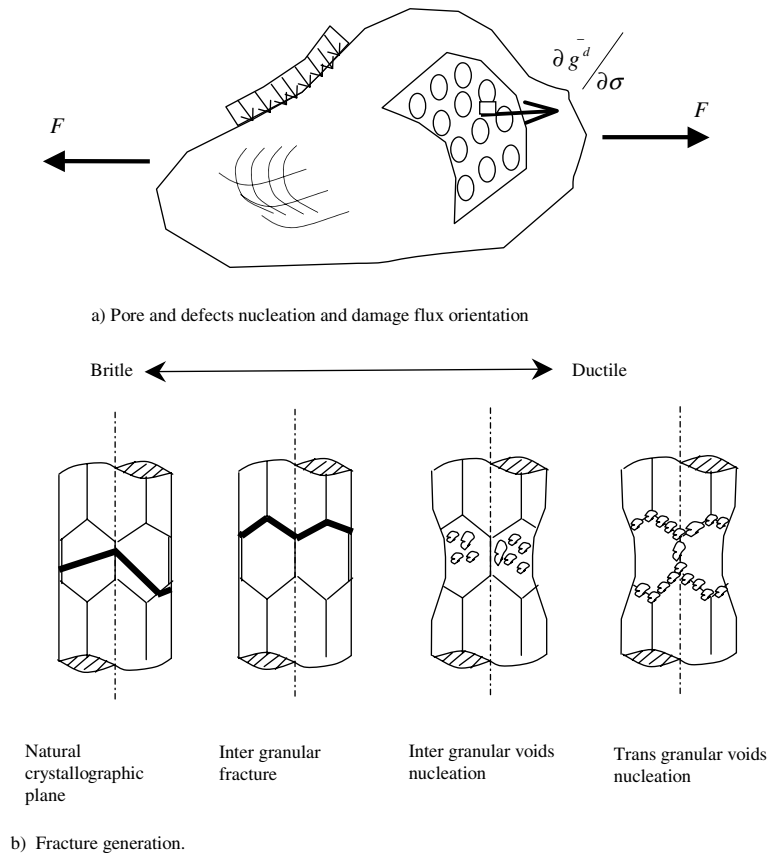 ∂ g̅ᵈ / ∂σ
F
F
a) Pore and defects nucleation and damage flux orientation
Britle
Ductile
Natural
crystallographic
plane
Inter granular
fracture
Inter granular voids
nucleation
Trans granular voids
nucleation
b) Fracture generation.